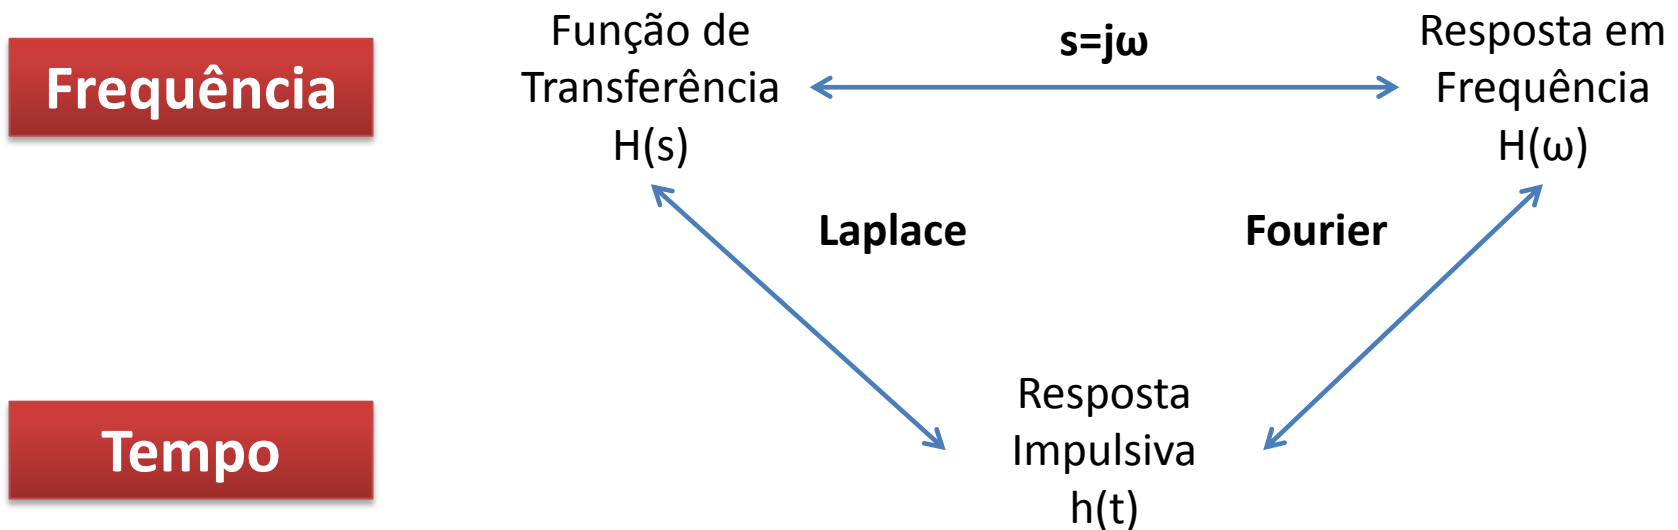 Frequência
Função de
Transferência
H(s)
s=jω
Resposta em
Frequência
H(ω)
Laplace
Fourier
Tempo
Resposta
Impulsiva
h(t)